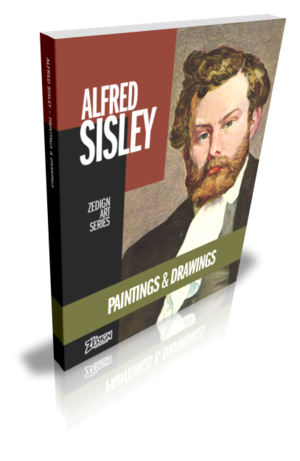 ALFRED SISLEY – PAINTINGS & DRAWINGS
ALFRED
SISLEY
ZEDIGN
ART
SERIES
PAINTINGS & DRAWINGS
ZEDIGN